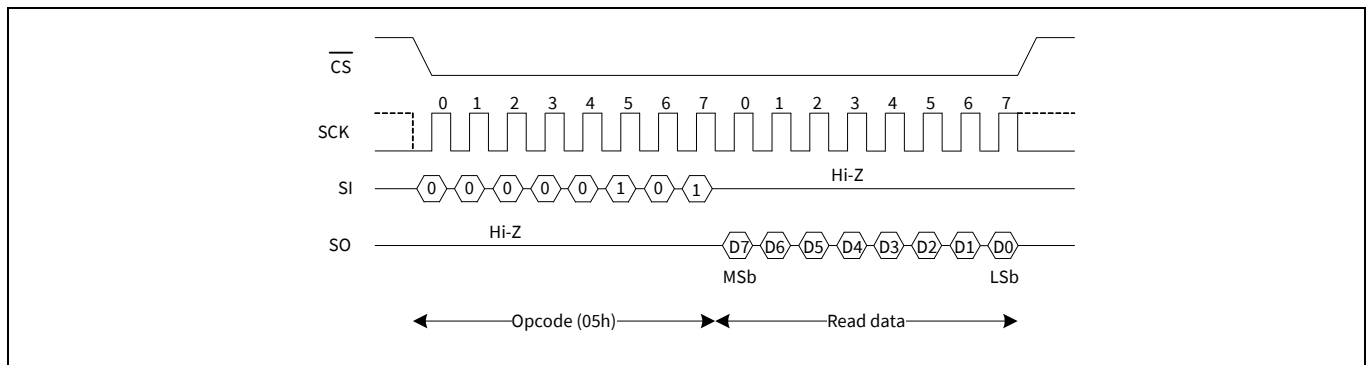 CS
0 1 2 3 4 5 6 7 0 1 2 3 4 5 6 7
SCK
Hi-Z
SI 0 0 0 0 0 1 0 1
Hi-Z
SO D7 D6 D5 D4 D3 D2 D1 D0
MSb LSb
Opcode (05h) Read data